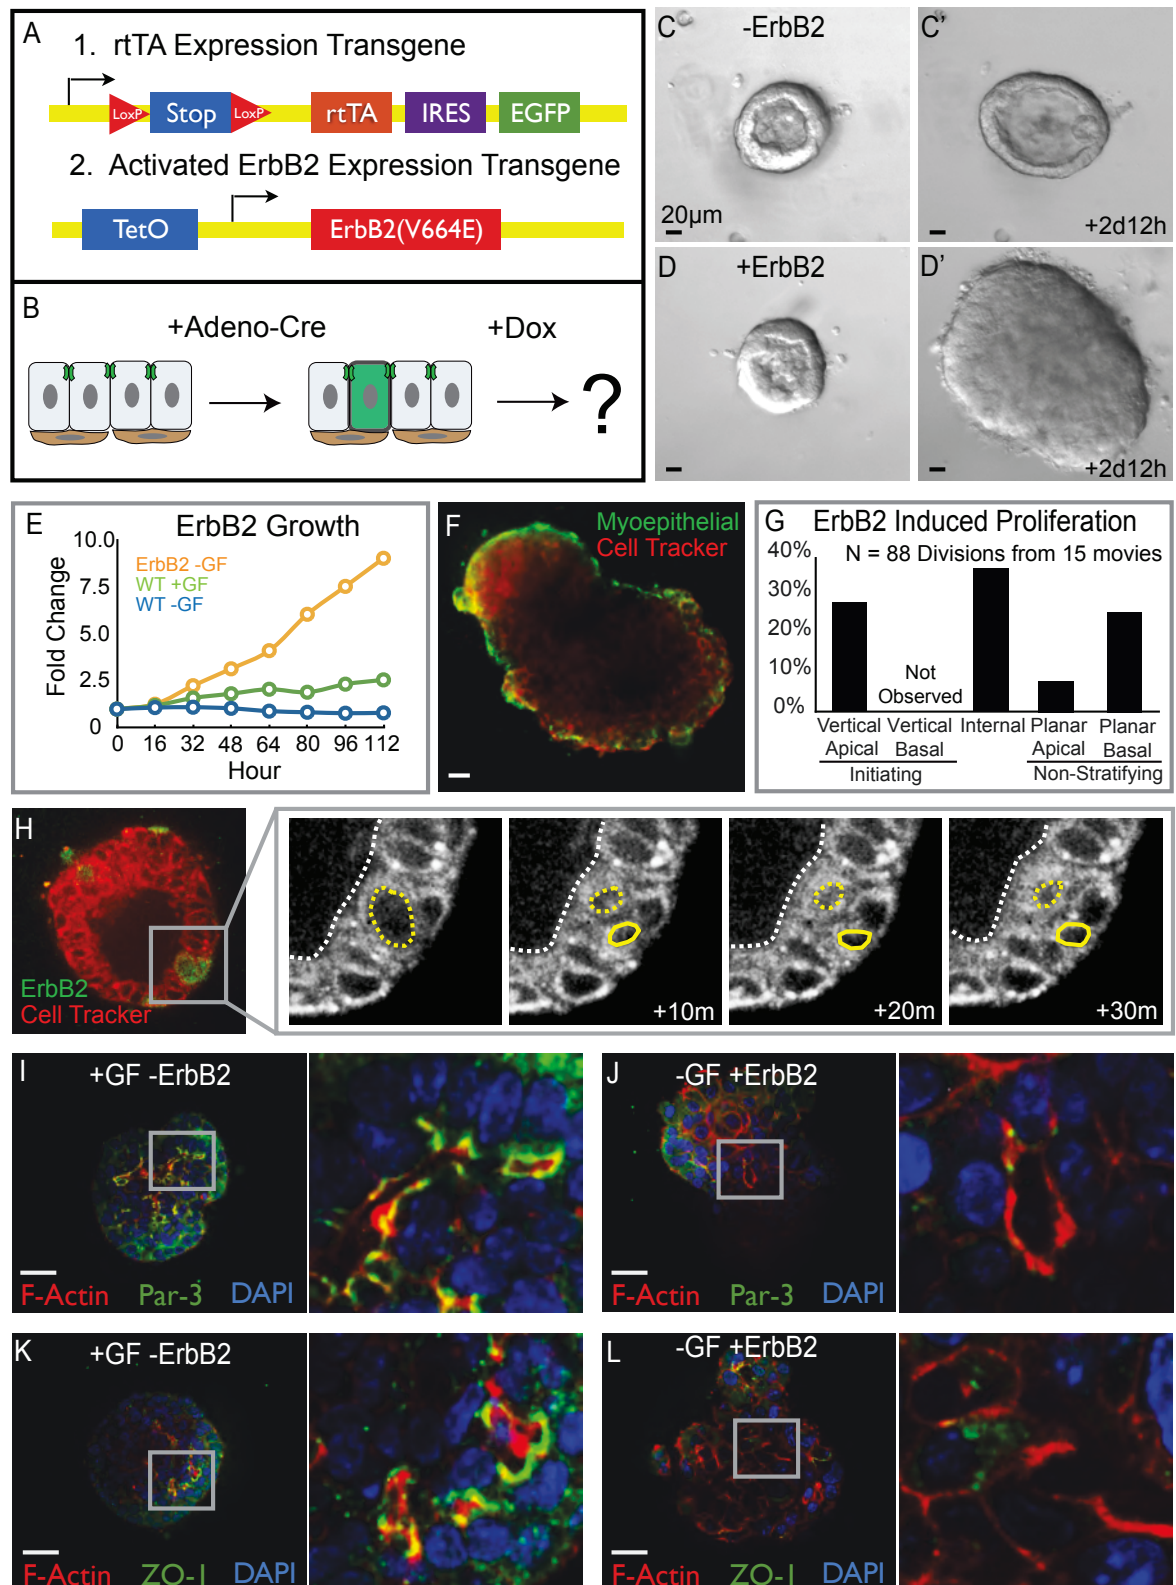 A
1. rtTA Expression Transgene
LoxP Stop LoxP rtTA IRES EGFP
2. Activated ErbB2 Expression Transgene
TetO ErbB2(V664E)
B
+Adeno-Cre +Dox
?
C -ErbB2
20µm
C'
+2d12h
D +ErbB2
D'
+2d12h
E ErbB2 Growth
10.0
7.5
5.0
2.5
0
Fold Change
ErbB2 -GF
WT +GF
WT -GF
0 16 32 48 64 80 96 112
Hour
F Myoepithelial
Cell Tracker
G ErbB2 Induced Proliferation
N = 88 Divisions from 15 movies
40%
30%
20%
10%
0%
Not
Observed
Vertical Vertical Internal Planar Planar
Apical Basal Apical Basal
Initiating Non-Stratifying
H
ErbB2
Cell Tracker
+10m
+20m
+30m
I +GF -ErbB2
F-Actin Par-3 DAPI
J -GF +ErbB2
F-Actin Par-3 DAPI
K +GF -ErbB2
F-Actin ZO-1 DAPI
L -GF +ErbB2
F-Actin ZO-1 DAPI